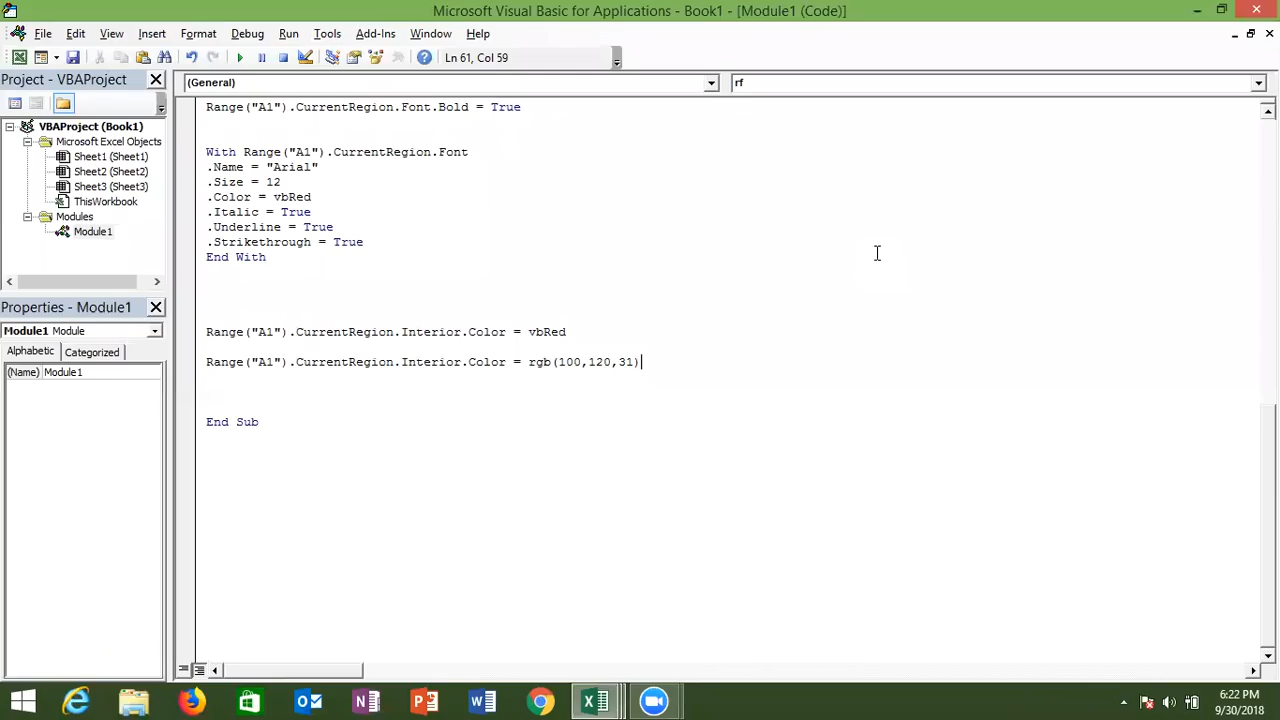 Microsoft Visual Basic for Applications - Book1 - [Module1 (Code)]
File Edit View Insert Format Debug Run Tools Add-Ins Window Help
Ln 61, Col 59
Project - VBAProject
(General)
rf
VBAProject (Book1)
Microsoft Excel Objects
Sheet1 (Sheet1)
Sheet2 (Sheet2)
Sheet3 (Sheet3)
ThisWorkbook
Modules
Module1
Properties - Module1
Module1 Module
Alphabetic Categorized
(Name) Module1
Range("A1").CurrentRegion.Font.Bold = True
With Range("A1").CurrentRegion.Font
.Name = "Arial"
.Size = 12
.Color = vbRed
.Italic = True
.Underline = True
.Strikethrough = True
End With
Range("A1").CurrentRegion.Interior.Color = vbRed
Range("A1").CurrentRegion.Interior.Color = rgb(100,120,31)
End Sub
6:22 PM
9/30/2018